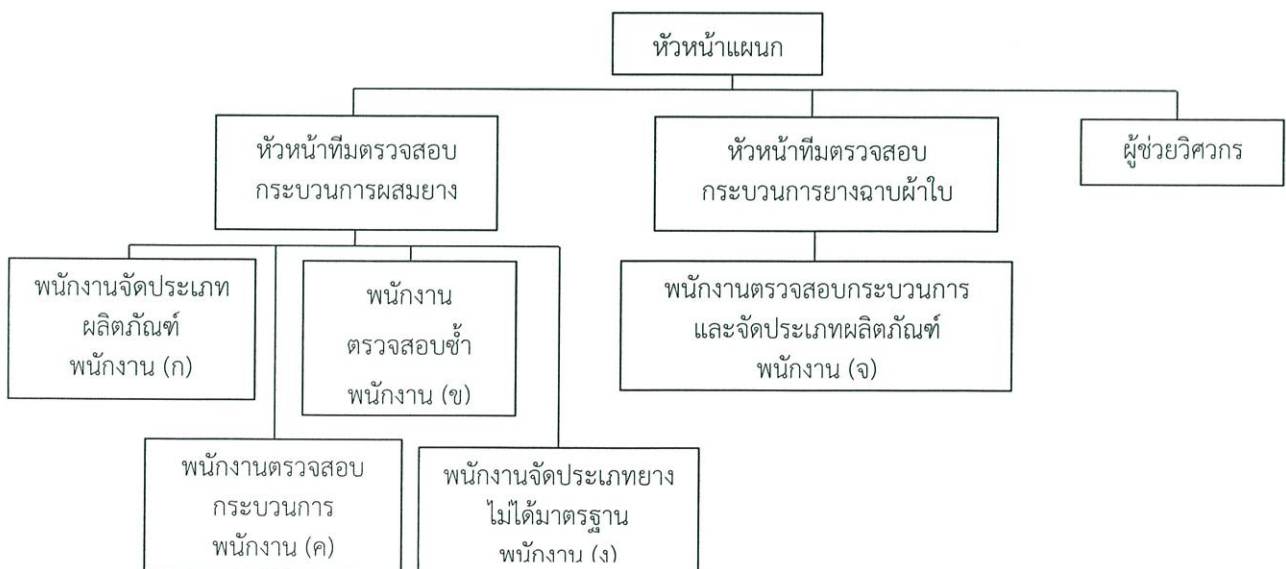 หัวหน้าแผนก
หัวหน้าทีมตรวจสอบ
กระบวนการผสมยาง
หัวหน้าทีมตรวจสอบ
กระบวนการยางฉาบผ้าใบ
ผู้ช่วยวิศวกร
พนักงานจัดประเภท
ผลิตภัณฑ์
พนักงาน (ก)
พนักงาน
ตรวจสอบซ้ำ
พนักงาน (ข)
พนักงานตรวจสอบกระบวนการ
และจัดประเภทผลิตภัณฑ์
พนักงาน (จ)
พนักงานตรวจสอบ
กระบวนการ
พนักงาน (ค)
พนักงานจัดประเภทยาง
ไม่ได้มาตรฐาน
พนักงาน (ง)